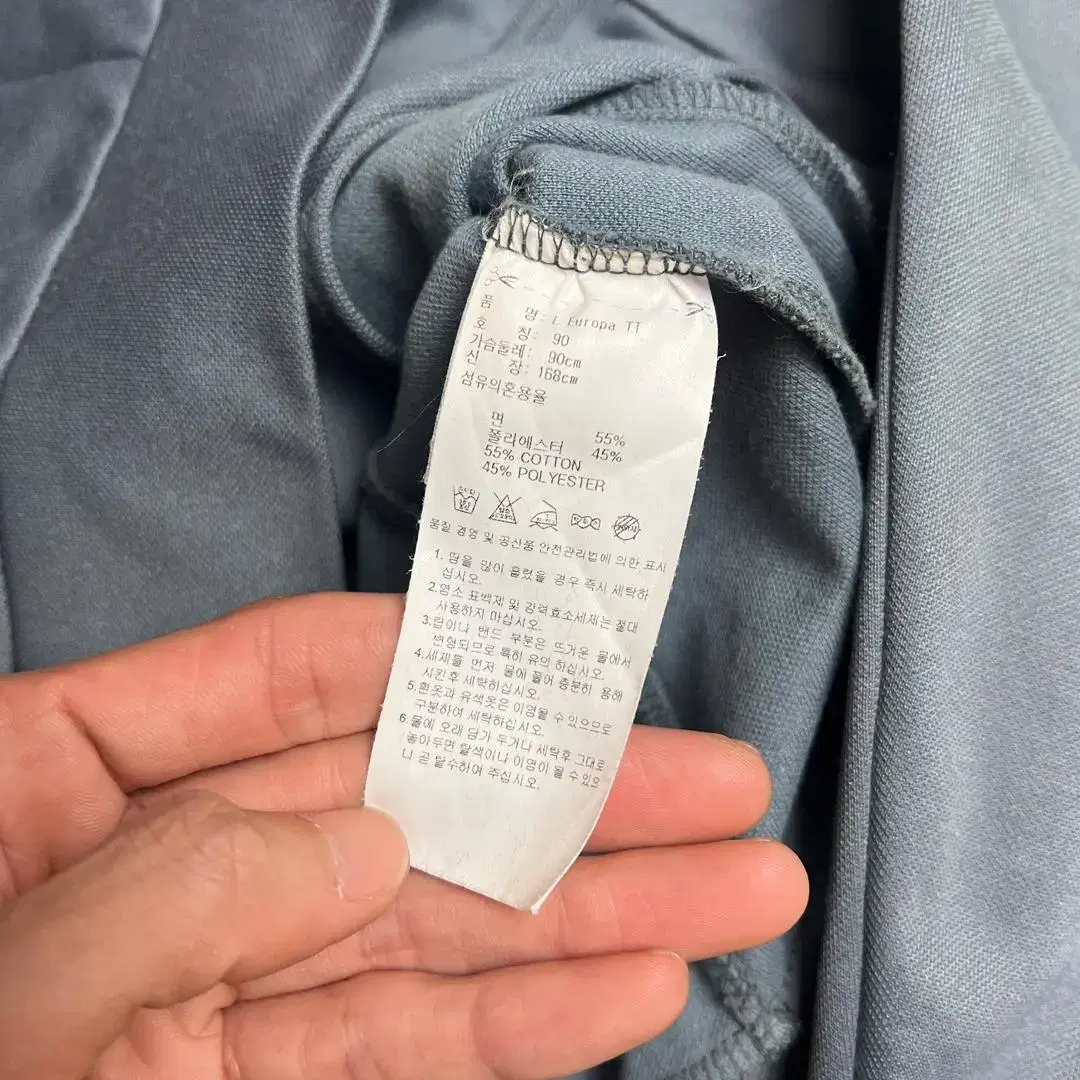 품 명: L Europa TT
호 칭: 90
가슴둘레: 90cm
신 장: 168cm
섬유의혼용율
면 55%
폴리에스터 45%
55% COTTON
45% POLYESTER
품질 경영 및 공산품 안전관리법에 의한 표시
1. 땀을 많이 흘렸을 경우 즉시 세탁하
십시오.
2.염소 표백제 및 강력효소세제는 절대
사용하지 마십시오.
3.립이나 밴드 부분은 뜨거운 물에서
변형되므로 특히 유의 하십시오.
4.세제를 먼저 물에 풀어 충분히 용해
시킨후 세탁하십시오.
5.흰옷과 유색옷은 이염될 수 있으므로
구분하여 세탁하십시오.
6.물에 오래 담가 두거나 세탁후 그대로
놓아두면 탈색이나 이염이 될 수있으
니 곧 탈수하여 주십시오.